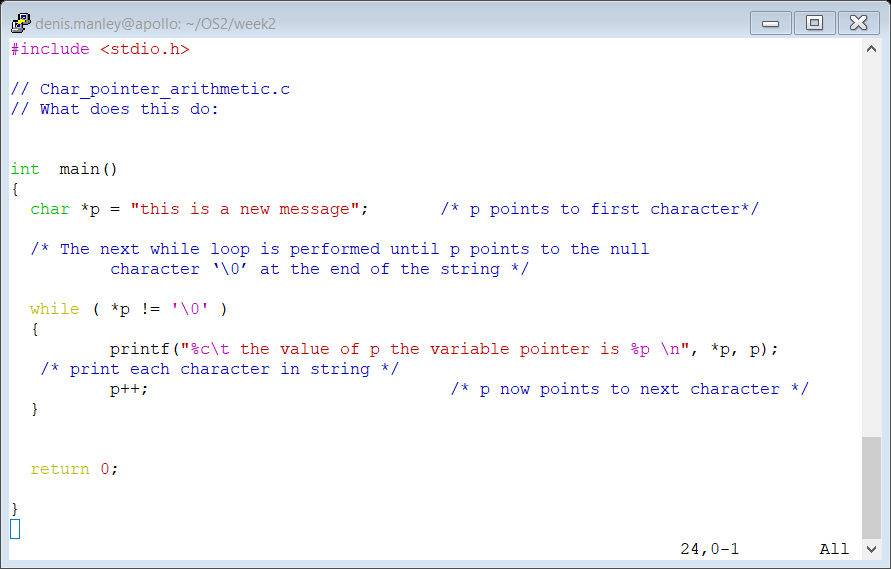 denis.manley@apollo: ~/OS2/week2
#include <stdio.h>
// Char_pointer_arithmetic.c
// What does this do:
int  main()
{
  char *p = "this is a new message";       /* p points to first character*/
  /* The next while loop is performed until p points to the null
          character ‘\0’ at the end of the string */
  while ( *p != '\0' )
  {
          printf("%c\t the value of p the variable pointer is %p \n", *p, p);
   /* print each character in string */
          p++;                              /* p now points to next character */
  }
  return 0;
}
24,0-1        All